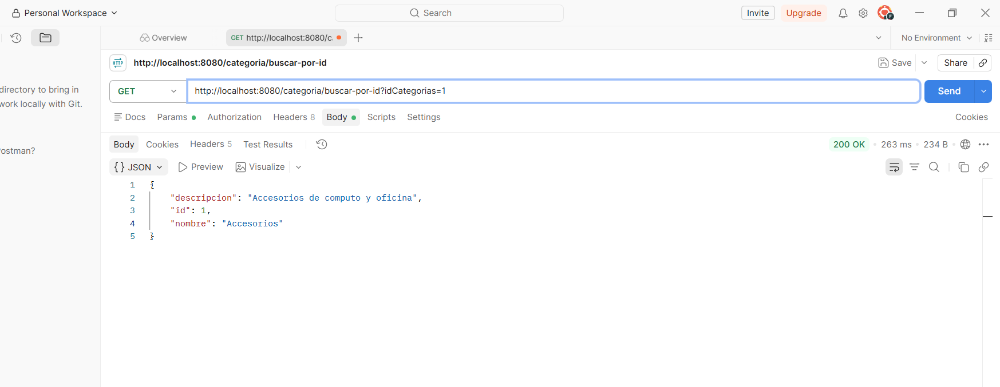 Personal Workspace
Search
Invite
Upgrade
Overview
GET http://localhost:8080/c.
No Environment
HTTP
http://localhost:8080/categoria/buscar-por-id
Save
Share
directory to bring in
work locally with Git.
GET
http://localhost:8080/categoria/buscar-por-id?idCategorias=1
Send
Docs
Params
Authorization
Headers 8
Body
Scripts
Settings
Cookies
ostman?
Body
Cookies
Headers 5
Test Results
200 OK
263 ms
234 B
{} JSON
Preview
Visualize
1 {
2 "descripcion": "Accesorios de computo y oficina",
3 "id": 1,
4 "nombre": "Accesorios"
5 }